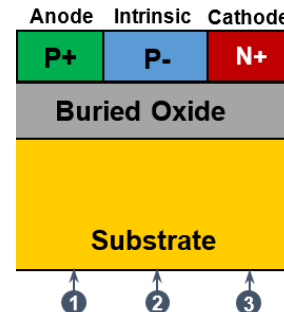 Anode Intrinsic Cathode
P+ P- N+
Buried Oxide
Substrate
1 2 3